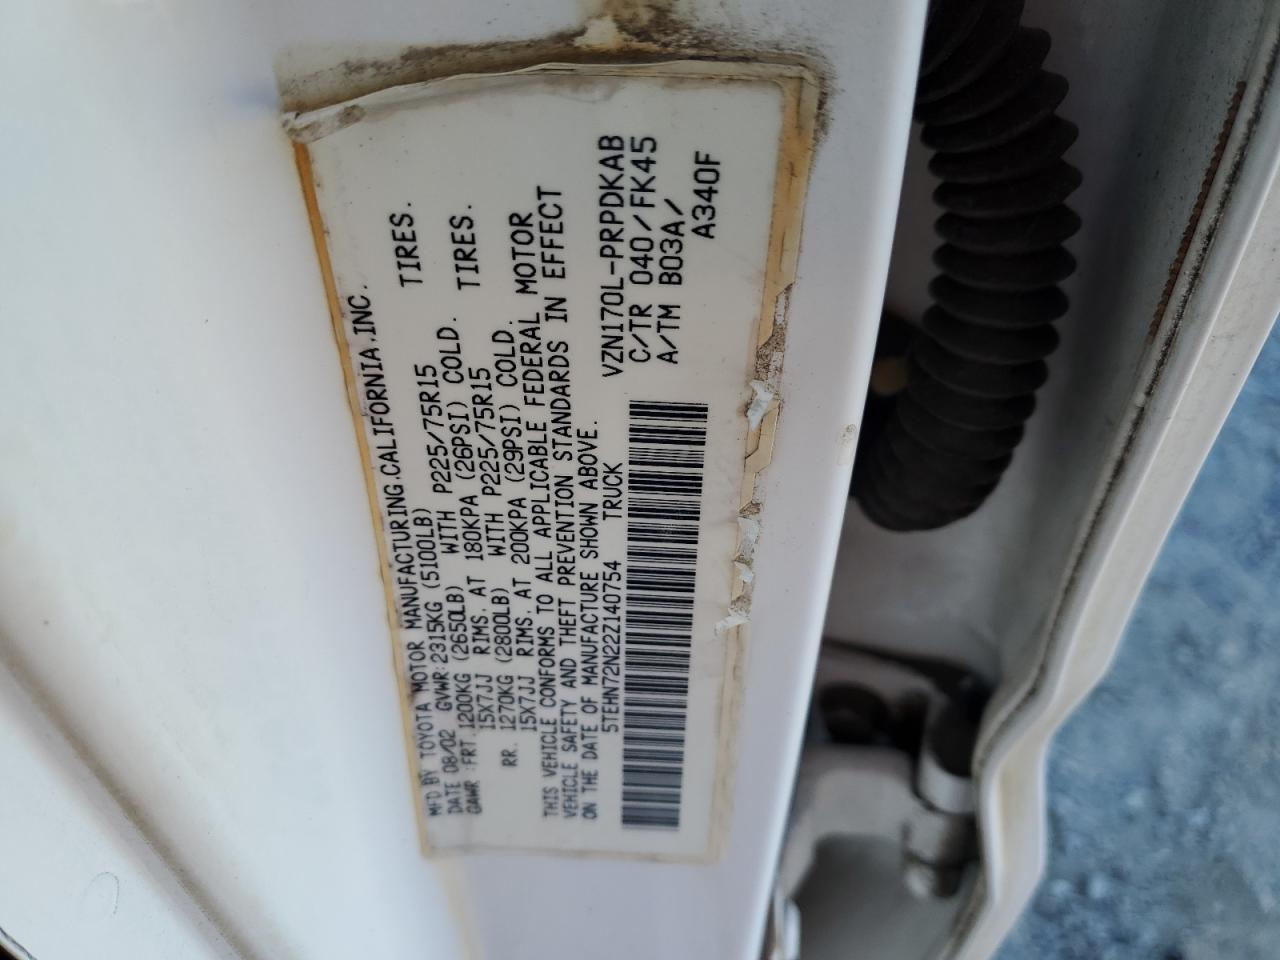 MFD BY TOYOTA MOTOR MANUFACTURING.CALIFORNIA.INC.
DATE 08/02 GVWR:2315KG (5100LB)
GAWR :FRT.1200KG (2650LB) WITH P225/75R15 TIRES.
15X7JJ RIMS. AT 180KPA (26PSI) COLD.
RR. 1270KG (2800LB) WITH P225/75R15 TIRES.
15X7JJ RIMS. AT 200KPA (29PSI) COLD.
THIS VEHICLE CONFORMS TO ALL APPLICABLE FEDERAL MOTOR
VEHICLE SAFETY AND THEFT PREVENTION STANDARDS IN EFFECT
ON THE DATE OF MANUFACTURE SHOWN ABOVE.
5TEHN72N22Z140754 TRUCK
VZN170L-PRPDKAB
C/TR 040/FK45
A/TM B03A/
A340F